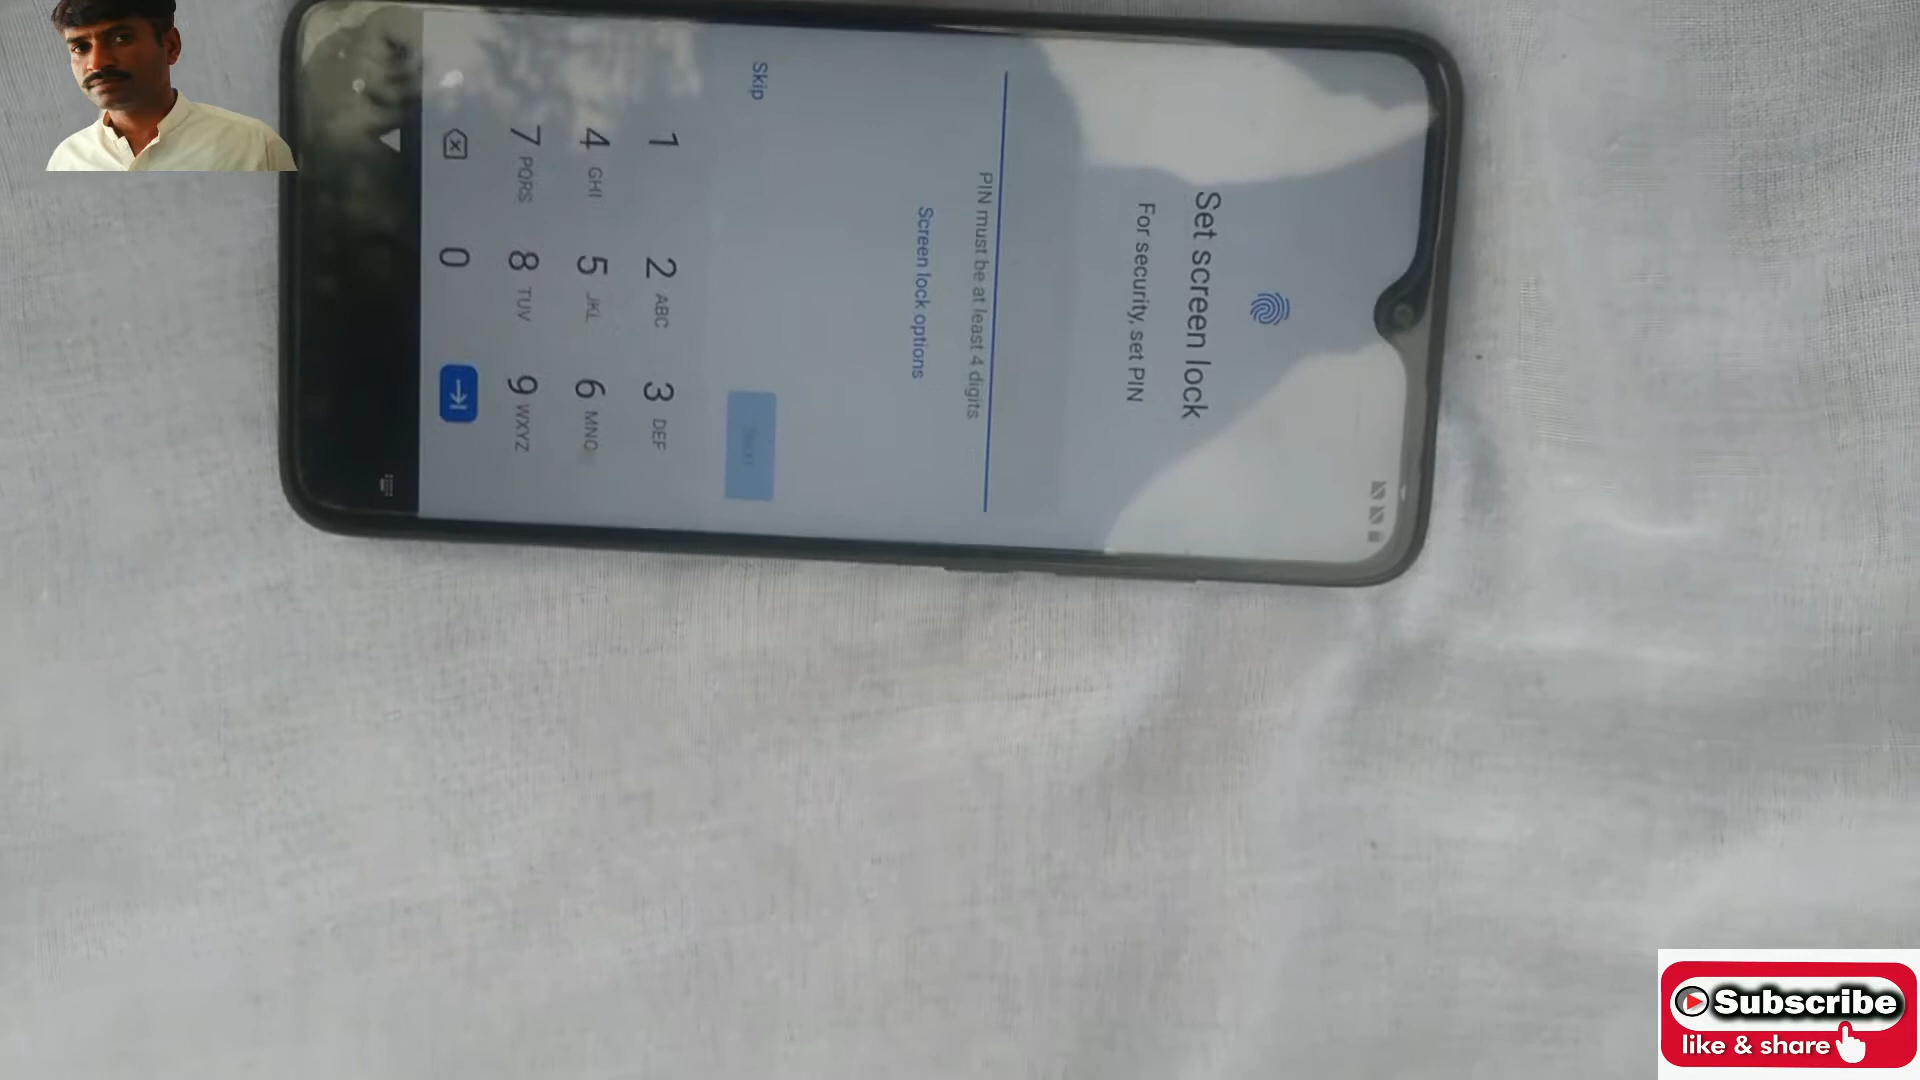 Set screen lock
For security, set PIN
PIN must be at least 4 digits
Screen lock options
Skip
1
2 ABC
3 DEF
4 GHI
5 JKL
6 MNO
7 PQRS
8 TUV
9 WXYZ
0
Subscribe
like & share